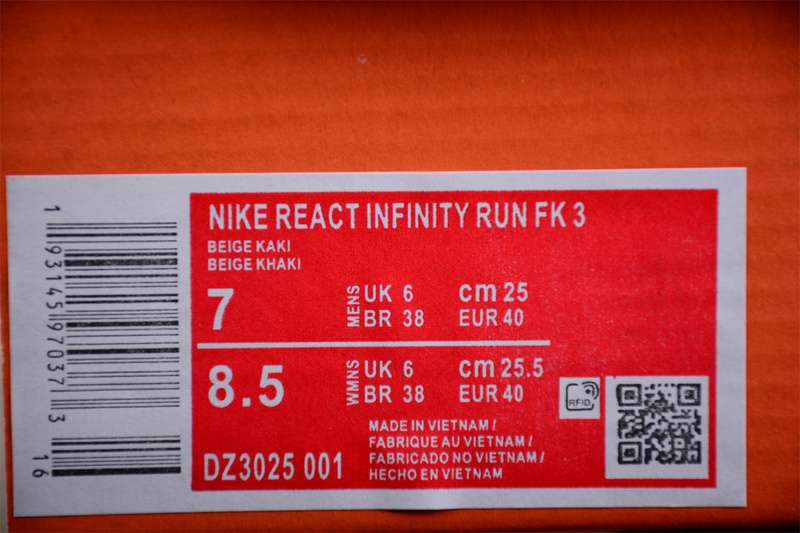 NIKE REACT INFINITY RUN FK 3
BEIGE KAKI
BEIGE KHAKI
7
MENS
UK 6
cm 25
BR 38
EUR 40
8.5
WMNS
UK 6
cm 25.5
BR 38
EUR 40
RFID
MADE IN VIETNAM /
FABRIQUE AU VIETNAM /
FABRICADO NO VIETNAM /
HECHO EN VIETNAM
DZ3025 001
1 93145 97037 3 16